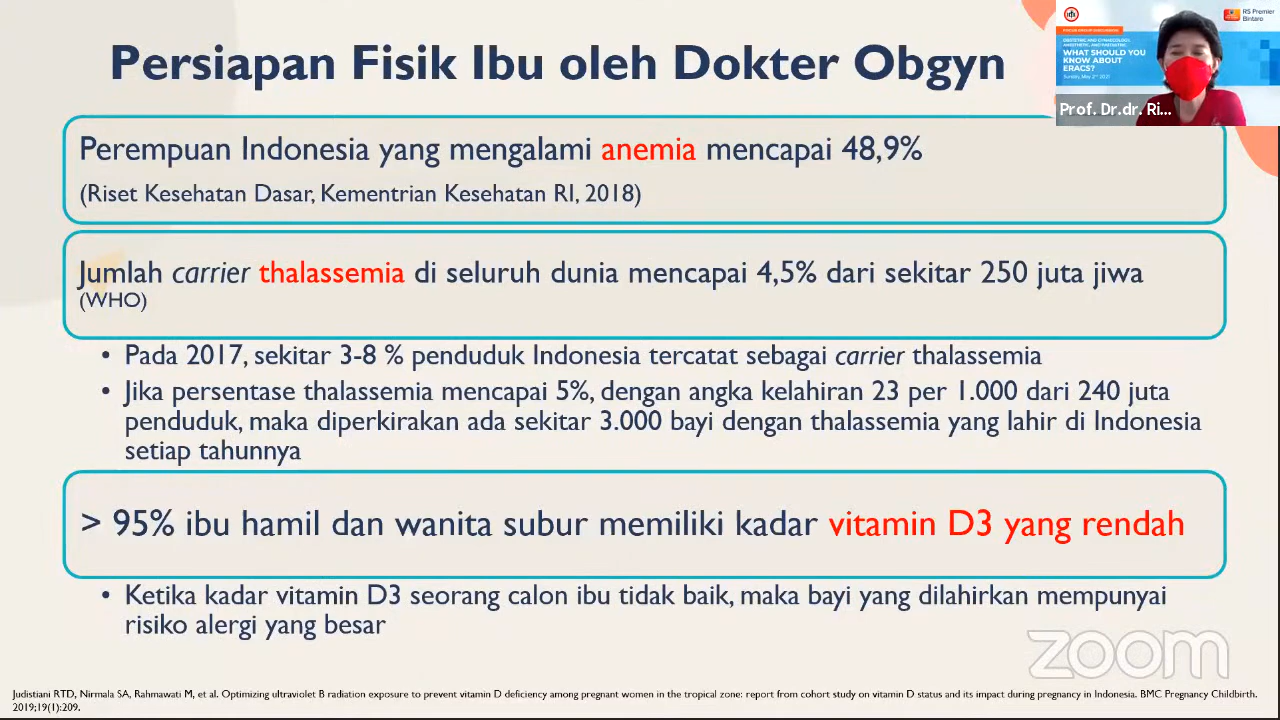 Persiapan Fisik Ibu oleh Dokter Obgyn
RS Premier
Bintaro
WHAT SHOULD YOU
KNOW ABOUT
ERACS?
Prof. Dr.dr. Ri...
Perempuan Indonesia yang mengalami anemia mencapai 48,9%
(Riset Kesehatan Dasar, Kementrian Kesehatan RI, 2018)
Jumlah carrier thalassemia di seluruh dunia mencapai 4,5% dari sekitar 250 juta jiwa
(WHO)
• Pada 2017, sekitar 3-8 % penduduk Indonesia tercatat sebagai carrier thalassemia
• Jika persentase thalassemia mencapai 5%, dengan angka kelahiran 23 per 1.000 dari 240 juta
penduduk, maka diperkirakan ada sekitar 3.000 bayi dengan thalassemia yang lahir di Indonesia
setiap tahunnya
> 95% ibu hamil dan wanita subur memiliki kadar vitamin D3 yang rendah
• Ketika kadar vitamin D3 seorang calon ibu tidak baik, maka bayi yang dilahirkan mempunyai
risiko alergi yang besar
zoom
Judistiani RTD, Nirmala SA, Rahmawati M, et al. Optimizing ultraviolet B radiation exposure to prevent vitamin D deficiency among pregnant women in the tropical zone: report from cohort study on vitamin D status and its impact during pregnancy in Indonesia. BMC Pregnancy Childbirth.
2019;19(1):209.